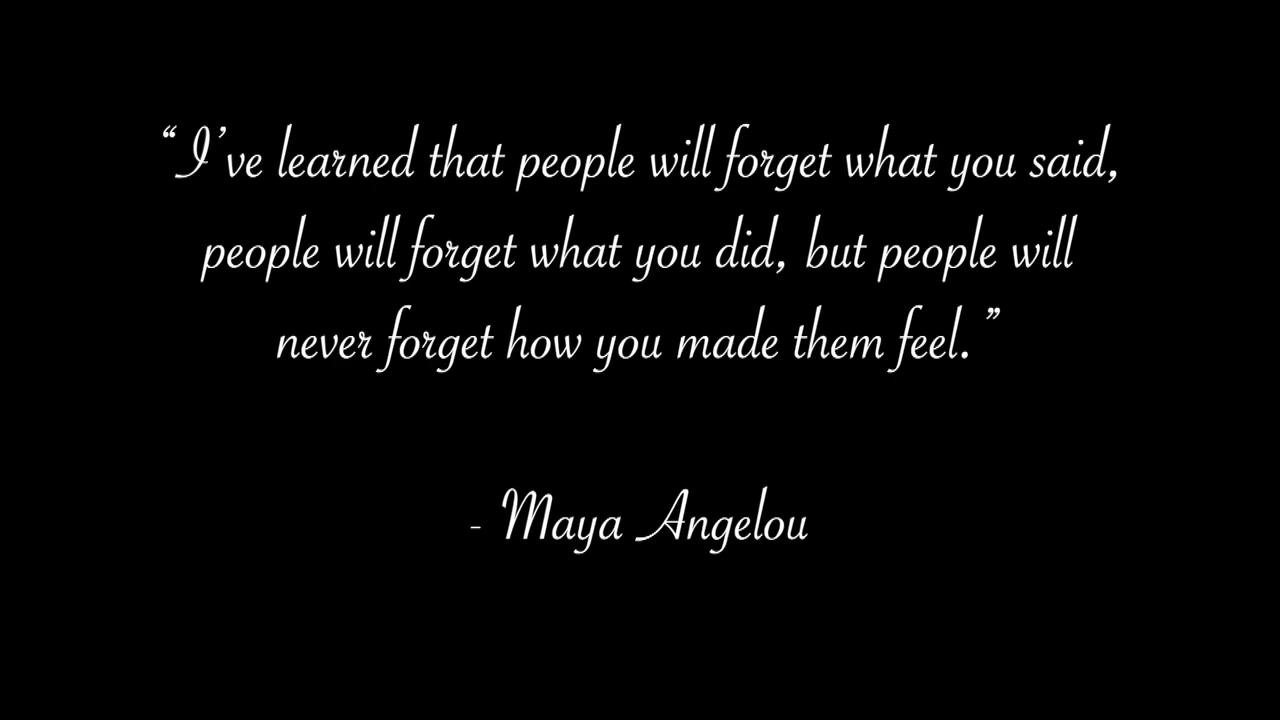 “I’ve learned that people will forget what you said,
people will forget what you did, but people will
never forget how you made them feel.”
- Maya Angelou